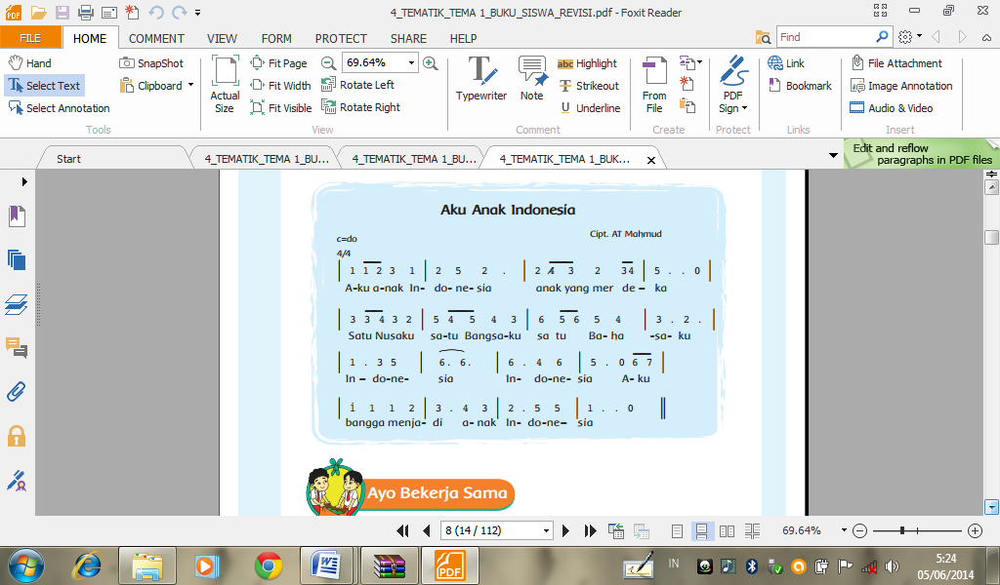 4_TEMATIK_TEMA 1_BUKU_SISWA_REVISI.pdf - Foxit Reader
FILE HOME COMMENT VIEW FORM PROTECT SHARE HELP Find
Hand SnapShot Fit Page 69.64% Highlight Link File Attachment
Select Text Clipboard Fit Width Rotate Left Strikeout Bookmark Image Annotation
Select Annotation Fit Visible Rotate Right Underline Audio & Video
Actual Size Typewriter Note From File PDF Sign
Tools View Comment Create Protect Links Insert
Start 4_TEMATIK_TEMA 1_BU... 4_TEMATIK_TEMA 1_BU... 4_TEMATIK_TEMA 1_BUK...
Edit and reflow
paragraphs in PDF files
Aku Anak Indonesia
c=do Cipt. AT Mahmud
4/4
| 1 1 2 3 1 | 2 5 2 . | 2 4 3 2 3 4 | 5 . . 0 |
A-ku a-nak In- do- ne- sia anak yang mer de - ka
| 3 3 4 3 2 | 5 4 5 4 3 | 6 5 6 5 4 | 3 . 2 . |
Satu Nusaku sa-tu Bangsa-ku sa tu Ba- ha -sa- ku
| 1 . 3 5 | 6 . 6 . | 6 . 4 6 | 5 . 0 6 7 |
In - do-ne- sia In- do-ne- sia A- ku
| 1 1 1 2 | 3 . 4 3 | 2 . 5 5 | 1 . . 0 ||
bangga menja- di a-nak In- do-ne- sia
Ayo Bekerja Sama
8 (14 / 112) 69.64%
PDF IN 5:24
05/06/2014